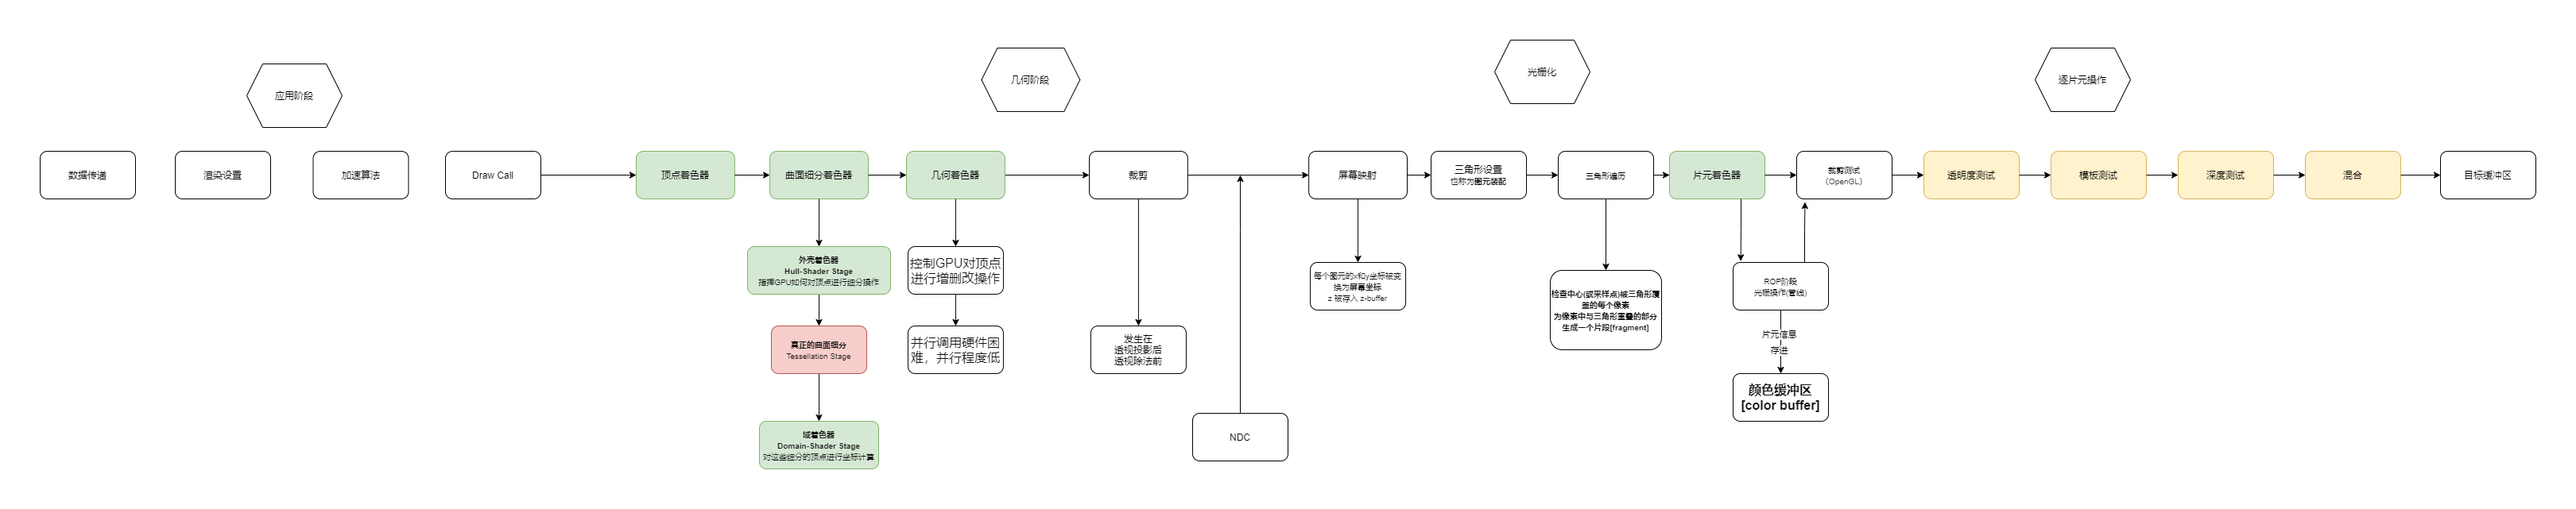 应用阶段
几何阶段
光栅化
逐片元操作
数据传递
渲染设置
加速算法
Draw Call
顶点着色器
曲面细分着色器
几何着色器
裁剪
屏幕映射
三角形设置
也称为图元装配
三角形遍历
片元着色器
裁剪测试
（OpenGL）
透明度测试
模板测试
深度测试
混合
目标缓冲区
外壳着色器
Hull-Shader Stage
指挥GPU如何对顶点进行细分操作
真正的曲面细分
Tessellation Stage
域着色器
Domain-Shader Stage
对这些细分的顶点进行坐标计算
控制GPU对顶点
进行增删改操作
并行调用硬件困
难，并行程度低
发生在
透视投影后
透视除法前
NDC
每个图元的x和y坐标被变
换为屏幕坐标
z 被存入 z-buffer
检查中心(或采样点)被三角形覆
盖的每个像素
为像素中与三角形重叠的部分
生成一个片段[fragment]
ROP阶段
光栅操作(管线)
片元信息
存进
颜色缓冲区
[color buffer]